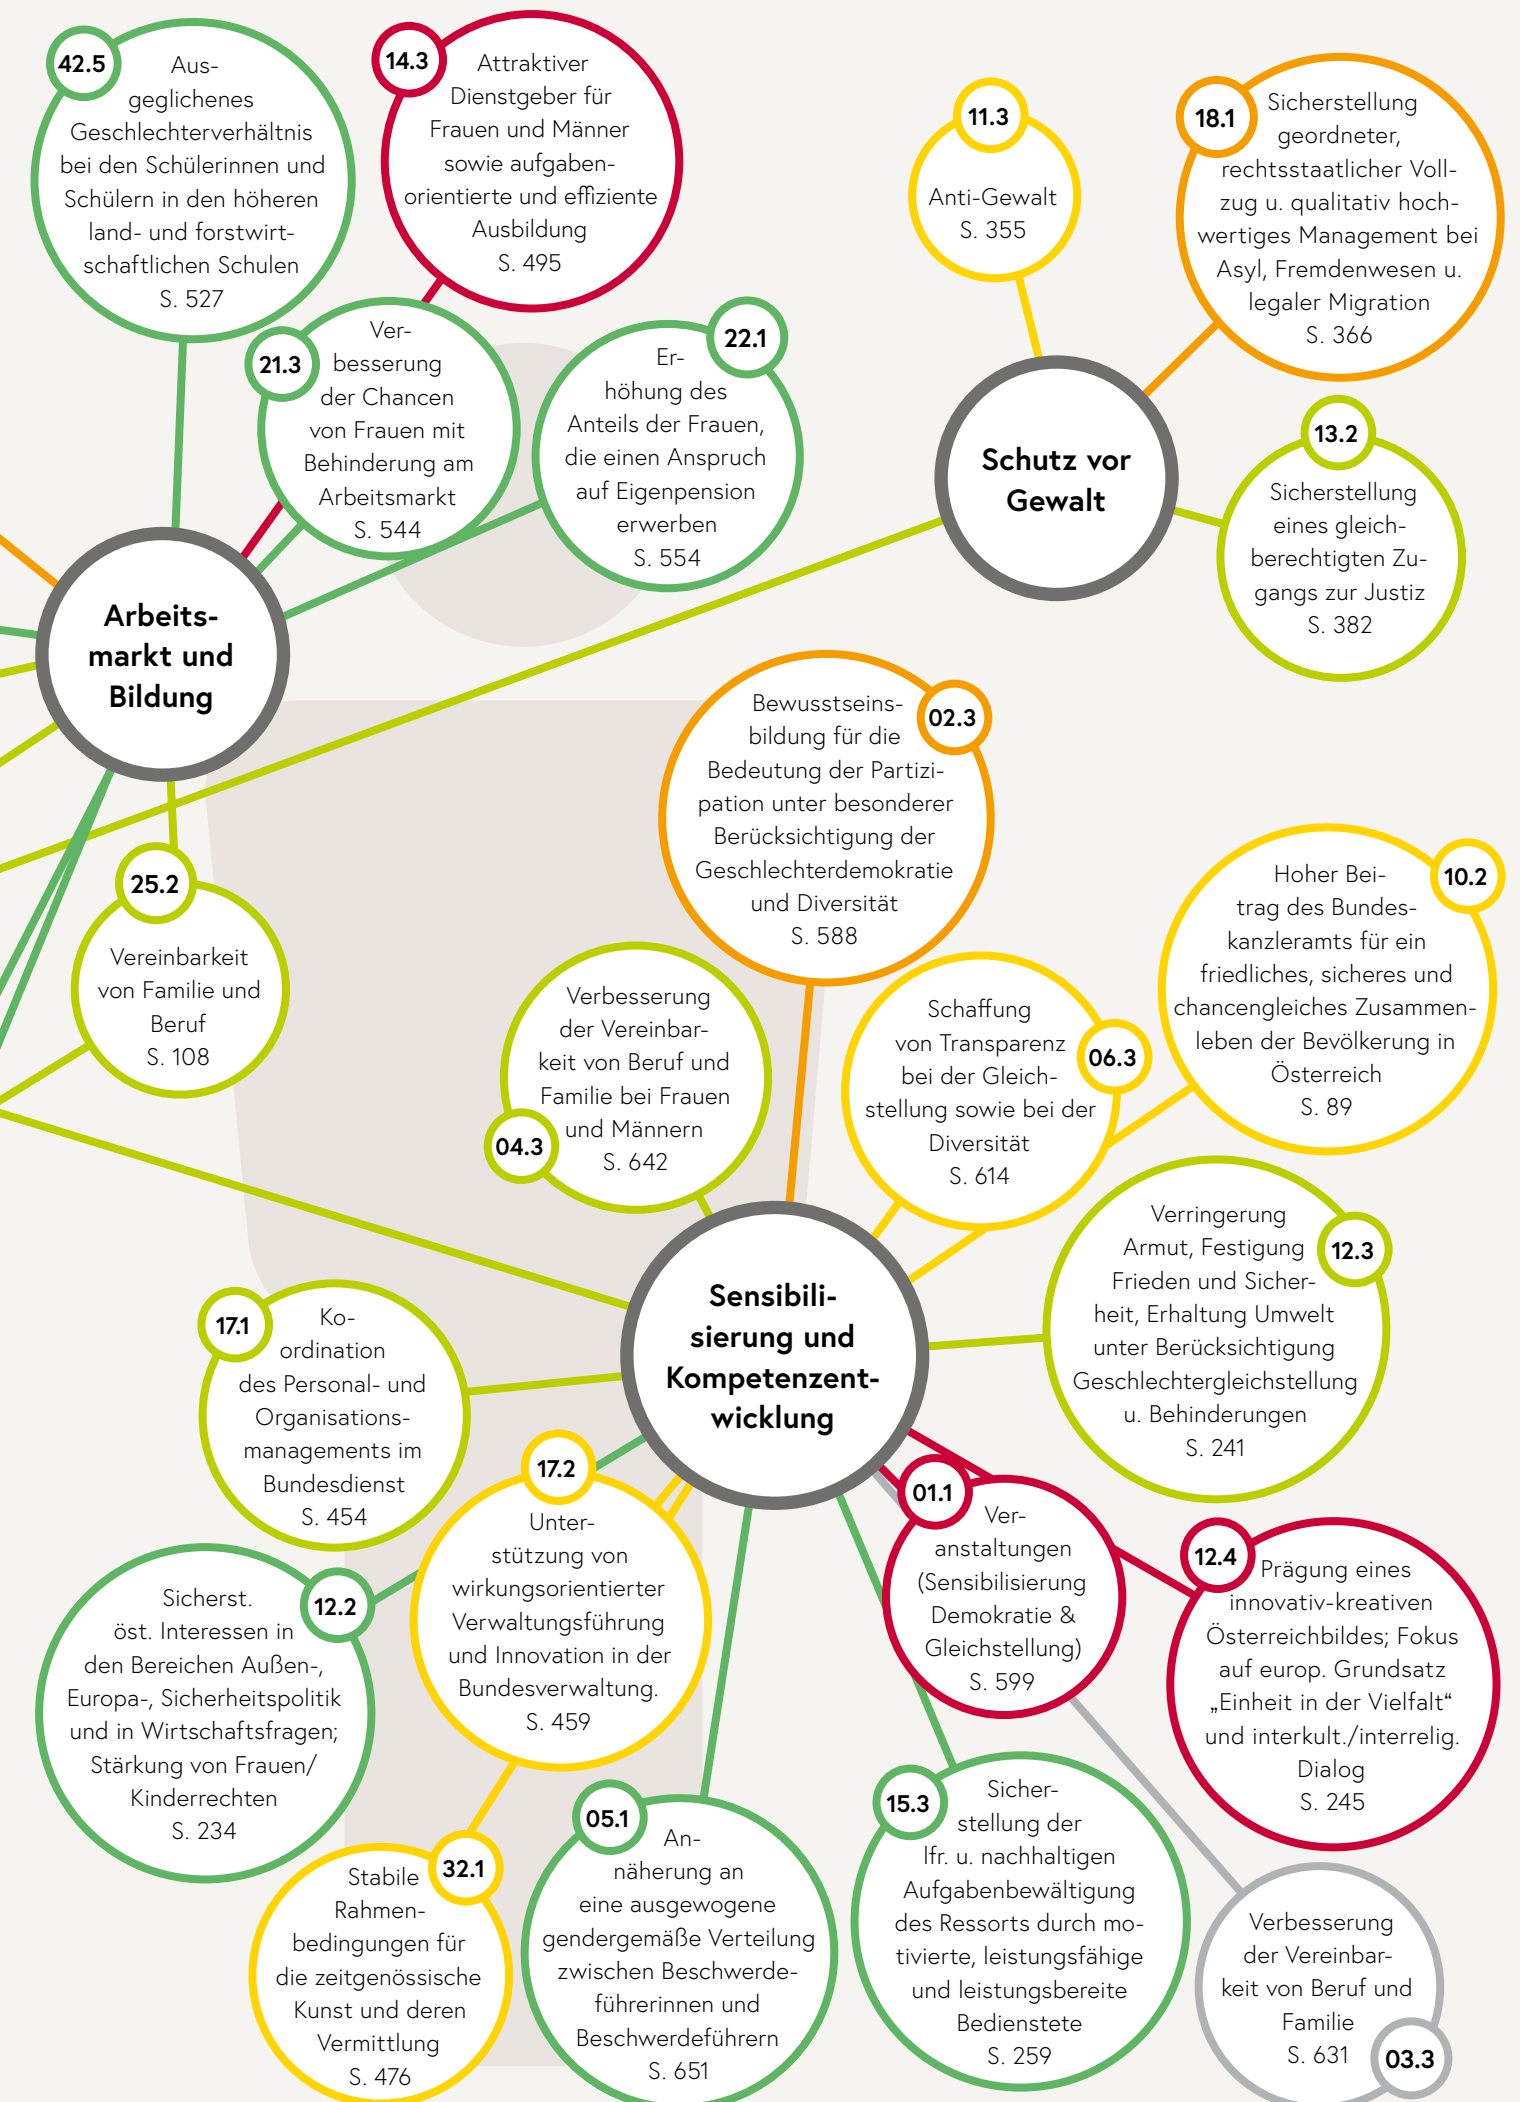 42.5
Aus-
geglichenes
Geschlechterverhältnis
bei den Schülerinnen und
Schülern in den höheren
land- und forstwirt-
schaftlichen Schulen
S. 527
14.3
Attraktiver
Dienstgeber für
Frauen und Männer
sowie aufgaben-
orientierte und effiziente
Ausbildung
S. 495
11.3
Anti-Gewalt
S. 355
18.1
Sicherstellung
geordneter,
rechtsstaatlicher Voll-
zug u. qualitativ hoch-
wertiges Management bei
Asyl, Fremdenwesen u.
legaler Migration
S. 366
21.3
Ver-
besserung
der Chancen
von Frauen mit
Behinderung am
Arbeitsmarkt
S. 544
22.1
Er-
höhung des
Anteils der Frauen,
die einen Anspruch
auf Eigenpension
erwerben
S. 554
Schutz vor
Gewalt
13.2
Sicherstellung
eines gleich-
berechtigten Zu-
gangs zur Justiz
S. 382
Arbeits-
markt und
Bildung
02.3
Bewusstseins-
bildung für die
Bedeutung der Partizi-
pation unter besonderer
Berücksichtigung der
Geschlechterdemokratie
und Diversität
S. 588
25.2
Vereinbarkeit
von Familie und
Beruf
S. 108
10.2
Hoher Bei-
trag des Bundes-
kanzleramts für ein
friedliches, sicheres und
chancengleiches Zusammen-
leben der Bevölkerung in
Österreich
S. 89
Verbesserung
der Vereinbar-
keit von Beruf und
Familie bei Frauen
und Männern
04.3
S. 642
Schaffung
von Transparenz
06.3
bei der Gleich-
stellung sowie bei der
Diversität
S. 614
Verringerung
Armut, Festigung
12.3
Frieden und Sicher-
heit, Erhaltung Umwelt
unter Berücksichtigung
Geschlechtergleichstellung
u. Behinderungen
S. 241
Sensibili-
sierung und
Kompetenzent-
wicklung
17.1
Ko-
ordination
des Personal- und
Organisations-
managements im
Bundesdienst
S. 454
17.2
Unter-
stützung von
wirkungsorientierter
Verwaltungsführung
und Innovation in der
Bundesverwaltung.
S. 459
01.1
Ver-
anstaltungen
(Sensibilisierung
Demokratie &
Gleichstellung)
S. 599
12.4
Prägung eines
innovativ-kreativen
Österreichbildes; Fokus
auf europ. Grundsatz
„Einheit in der Vielfalt“
und interkult./interrelig.
Dialog
S. 245
Sicherst.
12.2
öst. Interessen in
den Bereichen Außen-,
Europa-, Sicherheitspolitik
und in Wirtschaftsfragen;
Stärkung von Frauen/
Kinderrechten
S. 234
32.1
Stabile
Rahmen-
bedingungen für
die zeitgenössische
Kunst und deren
Vermittlung
S. 476
05.1
An-
näherung an
eine ausgewogene
gendergemäße Verteilung
zwischen Beschwerde-
führerinnen und
Beschwerdeführern
S. 651
15.3
Sicher-
stellung der
lfr. u. nachhaltigen
Aufgabenbewältigung
des Ressorts durch mo-
tivierte, leistungsfähige
und leistungsbereite
Bedienstete
S. 259
Verbesserung
der Vereinbar-
keit von Beruf und
Familie
S. 631
03.3